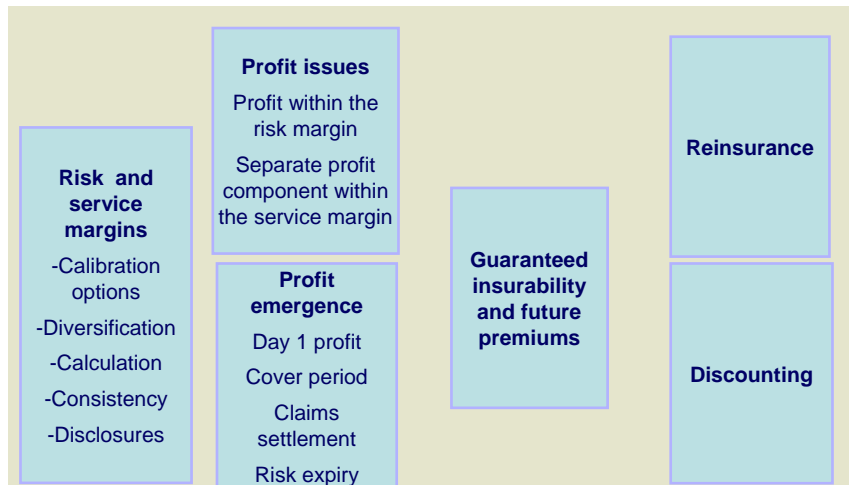 Risk and
service
margins
-Calibration
options
-Diversification
-Calculation
-Consistency
-Disclosures
Profit issues
Profit within the
risk margin
Separate profit
component within
the service margin
Profit
emergence
Day 1 profit
Cover period
Claims
settlement
Risk expiry
Guaranteed
insurability
and future
premiums
Reinsurance
Discounting